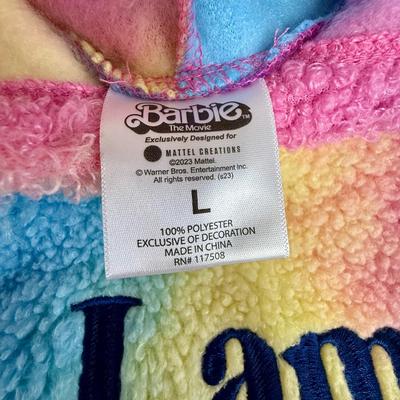 Barbie™
The Movie
Exclusively Designed for
MATTEL CREATIONS
©2023 Mattel.
© Warner Bros. Entertainment Inc.
All rights reserved. (s23)
L
100% POLYESTER
EXCLUSIVE OF DECORATION
MADE IN CHINA
RN# 117508
I am